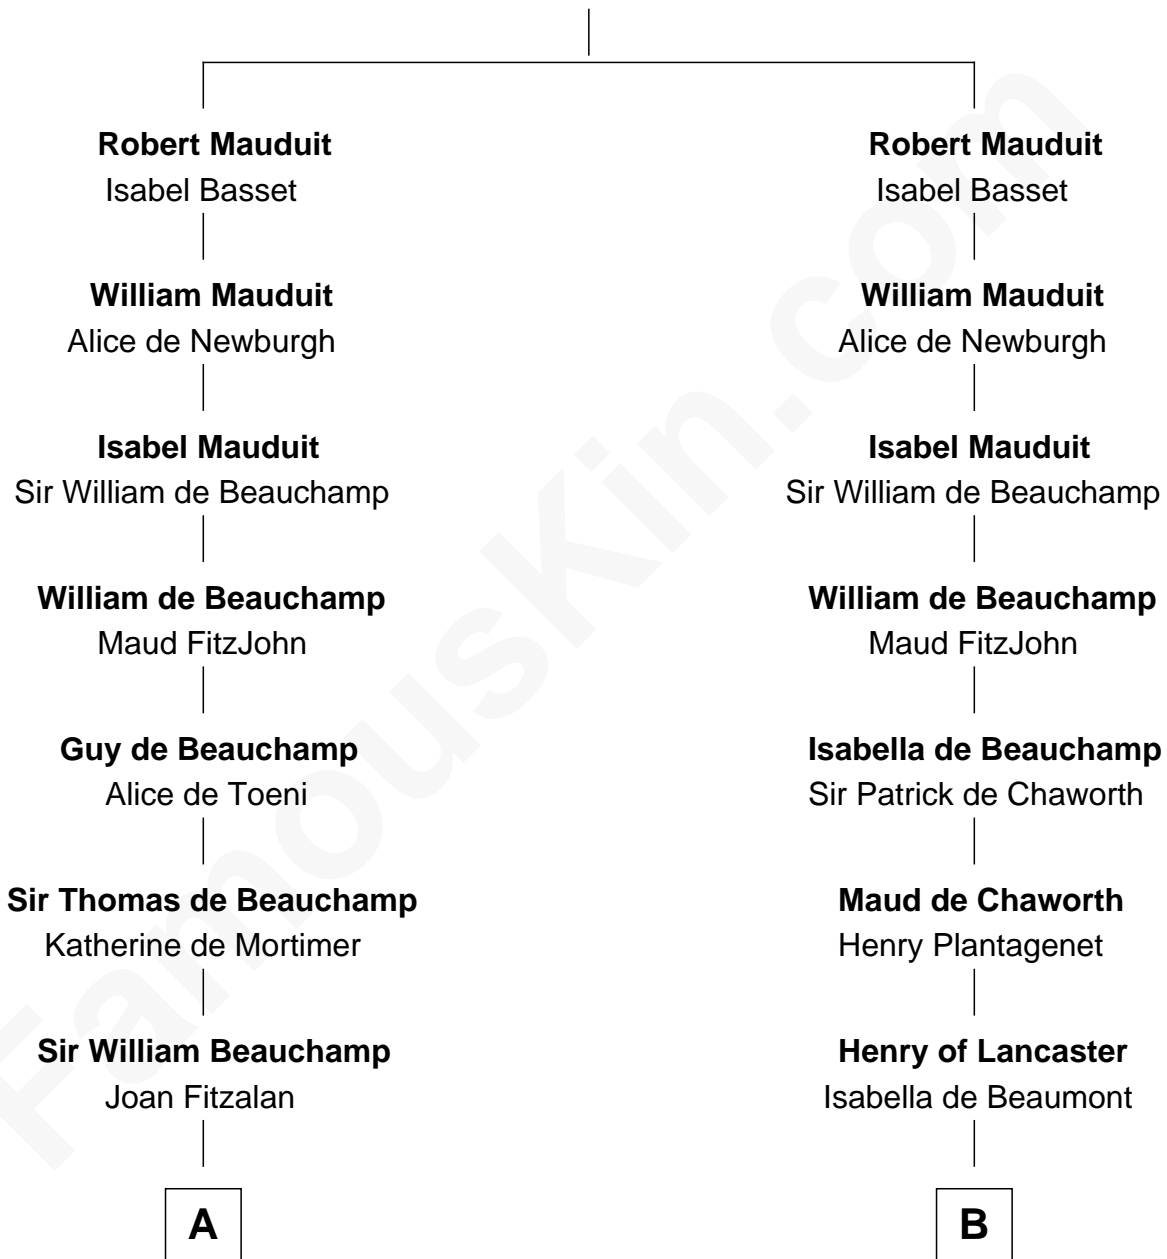 Robert Mauduit
Isabel Basset
William Mauduit
Alice de Newburgh
Isabel Mauduit
Sir William de Beauchamp
William de Beauchamp
Maud FitzJohn
Guy de Beauchamp
Alice de Toeni
Sir Thomas de Beauchamp
Katherine de Mortimer
Sir William Beauchamp
Joan Fitzalan
A
Robert Mauduit
Isabel Basset
William Mauduit
Alice de Newburgh
Isabel Mauduit
Sir William de Beauchamp
William de Beauchamp
Maud FitzJohn
Isabella de Beauchamp
Sir Patrick de Chaworth
Maud de Chaworth
Henry Plantagenet
Henry of Lancaster
Isabella de Beaumont
B
FamousKin.com